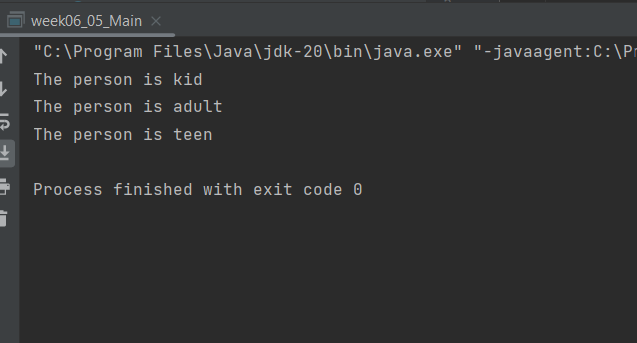 week06_05_Main
"C:\Program Files\Java\jdk-20\bin\java.exe" "-javaagent:C:\Pr
The person is kid
The person is adult
The person is teen
Process finished with exit code 0